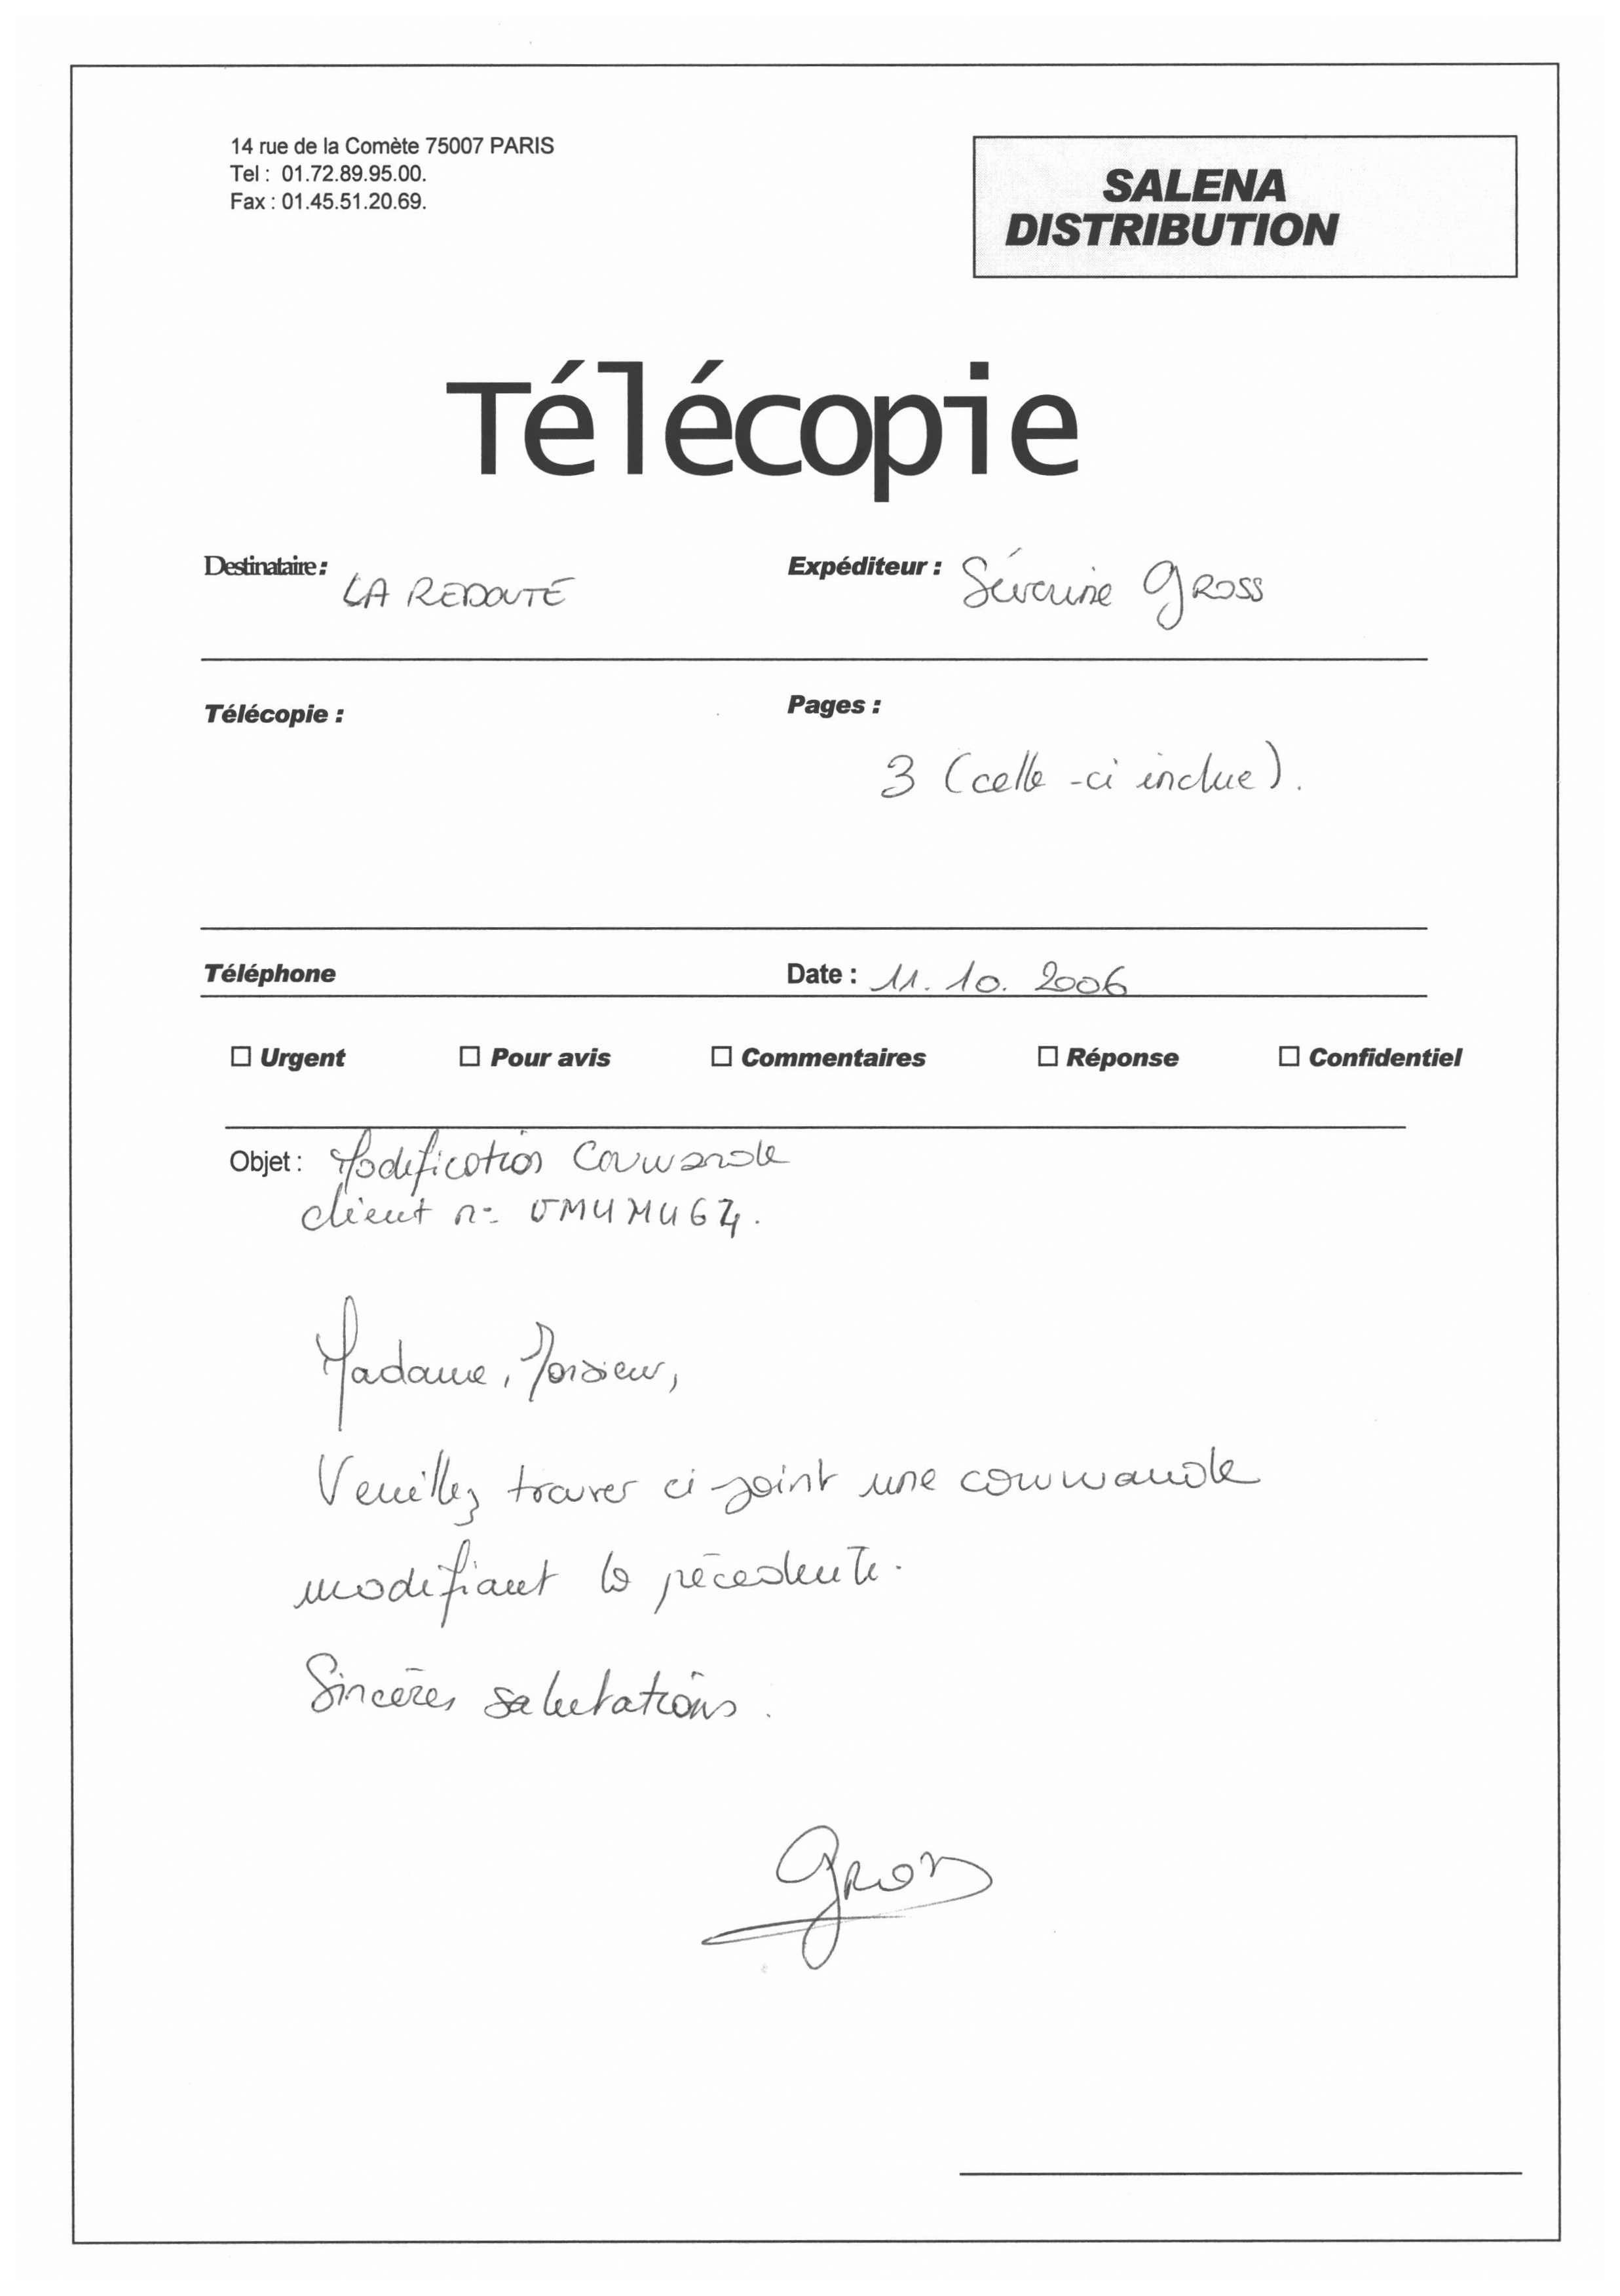 14 rue de la Comète 75007 PARIS
Tel : 01.72.89.95.00.
Fax : 01.45.51.20.69.
SALENA
DISTRIBUTION
Télécopie
Destinataire : LA REDOUTE
Expéditeur : Séverine GROSS
Télécopie :
Pages :
3 (celle-ci inclue).
Téléphone
Date : 11.10.2006
☐ Urgent ☐ Pour avis ☐ Commentaires ☐ Réponse ☐ Confidentiel
Objet : Modification Commande
client n°
Madame, Monsieur,
Veuillez trouver ci-joint une commande
modifiant la précédente.
Sincères salutations.
Gross